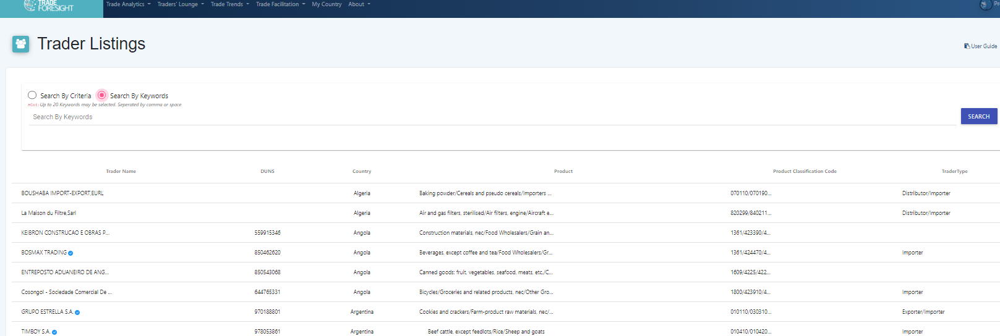 TRADE
FORESIGHT
Trade Analytics Traders' Lounge Trade Trends Trade Facilitation My Country About
Trader Listings
User Guide
Search By Criteria Search By Keywords
Hint: Up to 20 Keywords may be selected. Seperated by comma or space
Search By Keywords
SEARCH
Trader Name DUNS Country Product Product Classification Code TraderType
BOUSHABA IMPORT-EXPORT,EURL Algeria Baking powder/Cereals and pseudo cereals/Importers ... 070110/070190... Distributor/Importer
La Maison du Filtre,Sarl Algeria Air and gas filters, sterilised/Air filters, engine/Aircraft e... 820299/840211... Distributor/Importer
KEIBRON CONSTRUCAO E OBRAS P... 559915346 Angola Construction materials, nec/Food Wholesalers/Grain an... 1361/423390/4...
BOSMAX TRADING 850462620 Angola Beverages, except coffee and tea/Food Wholesalers/Gr... 1361/424470/4... Importer
ENTREPOSTO ADUANEIRO DE ANG... 850543068 Angola Canned goods: fruit, vegetables, seafood, meats, etc./C... 1609/4225/422...
Cosongol - Sociedade Comercial De ... 644765331 Angola Bicycles/Groceries and related products, nec/Other Gro... 1800/423910/4... Importer
GRUPO ESTRELLA S.A. 970188801 Argentina Cookies and crackers/Farm-product raw materials, nec/... 010110/030310... Exporter/Importer
TIMBOY S.A. 978053861 Argentina Beef cattle, except feedlots/Rice/Sheep and goats 010410/010420... Importer